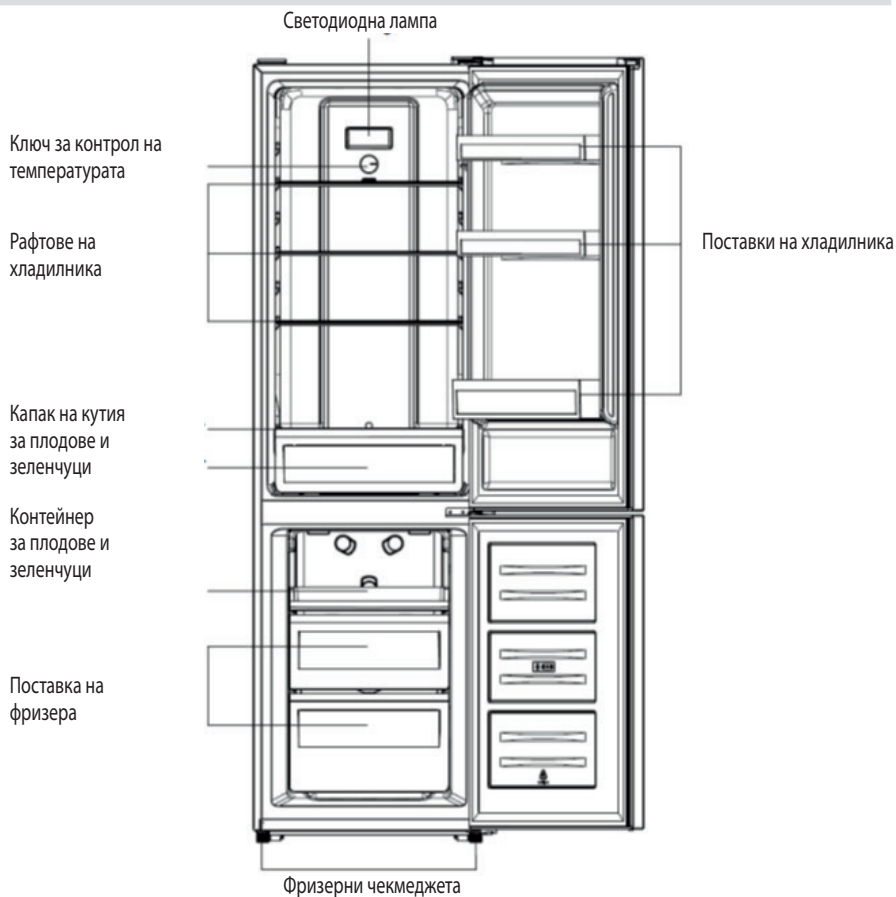 Светодиодна лампа
Ключ за контрол на
температурата
Рафтове на
хладилника
Поставки на хладилника
Капак на кутия
за плодове и
зеленчуци
Контейнер
за плодове и
зеленчуци
Поставка на
фризера
Фризерни чекмеджета